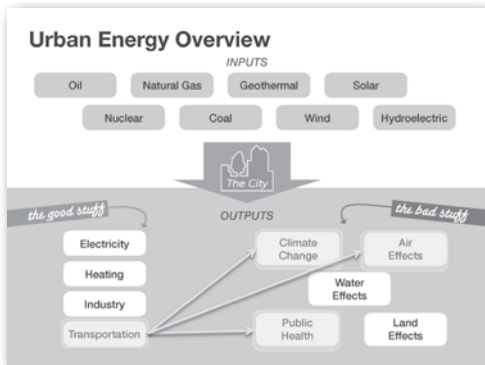 Urban Energy Overview
INPUTS
Oil
Natural Gas
Geothermal
Solar
Nuclear
Coal
Wind
Hydroelectric
The City
the good stuff
OUTPUTS
the bad stuff
Electricity
Heating
Industry
Transportation
Climate
Change
Air
Effects
Water
Effects
Public
Health
Land
Effects